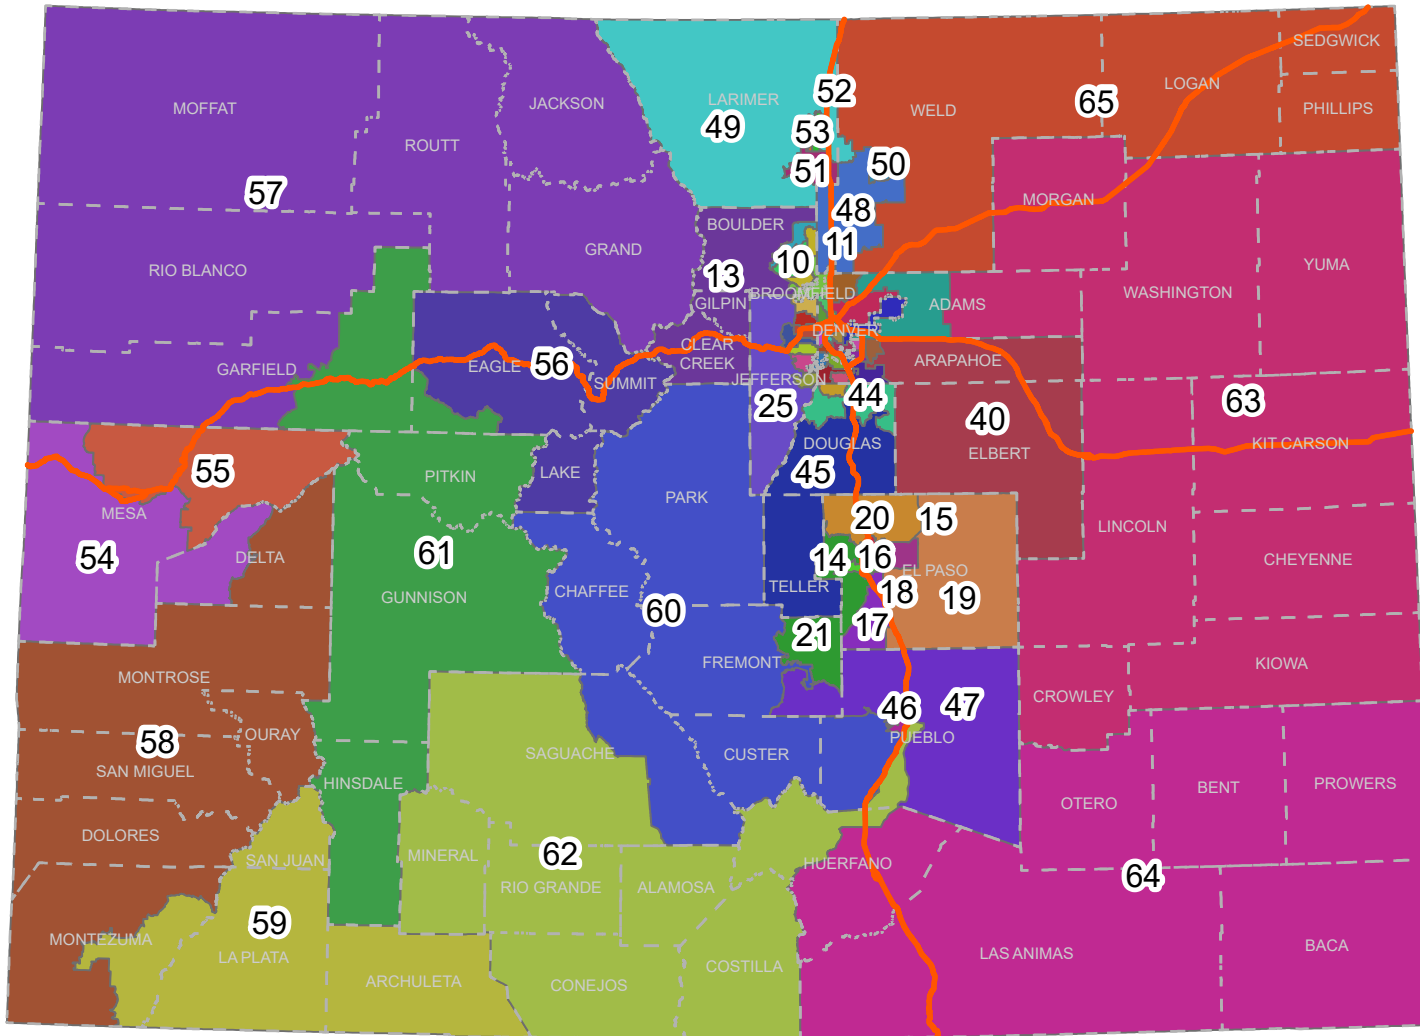 SEDGWICK
LOGAN
PHILLIPS
MOFFAT
JACKSON
LARIMER
52
WELD
65
49
53
ROUTT
51
50
57
MORGAN
48
BOULDER
11
GRAND
10
RIO BLANCO
13
GILPIN
BROOMFIELD
ADAMS
WASHINGTON
YUMA
DENVER
CLEAR
CREEK
ARAPAHOE
GARFIELD
EAGLE
56
SUMMIT
JEFFERSON
25
44
40
63
DOUGLAS
ELBERT
KIT CARSON
55
PITKIN
LAKE
45
PARK
MESA
20
15
LINCOLN
54
DELTA
61
14
16
EL PASO
CHEYENNE
GUNNISON
CHAFFEE
TELLER
18
19
60
17
21
MONTROSE
FREMONT
KIOWA
CROWLEY
46
47
58
OURAY
PUEBLO
SAN MIGUEL
SAGUACHE
CUSTER
HINSDALE
OTERO
BENT
PROWERS
DOLORES
SAN JUAN
MINERAL
62
RIO GRANDE
ALAMOSA
HUERFANO
64
59
MONTEZUMA
LA PLATA
ARCHULETA
CONEJOS
COSTILLA
LAS ANIMAS
BACA